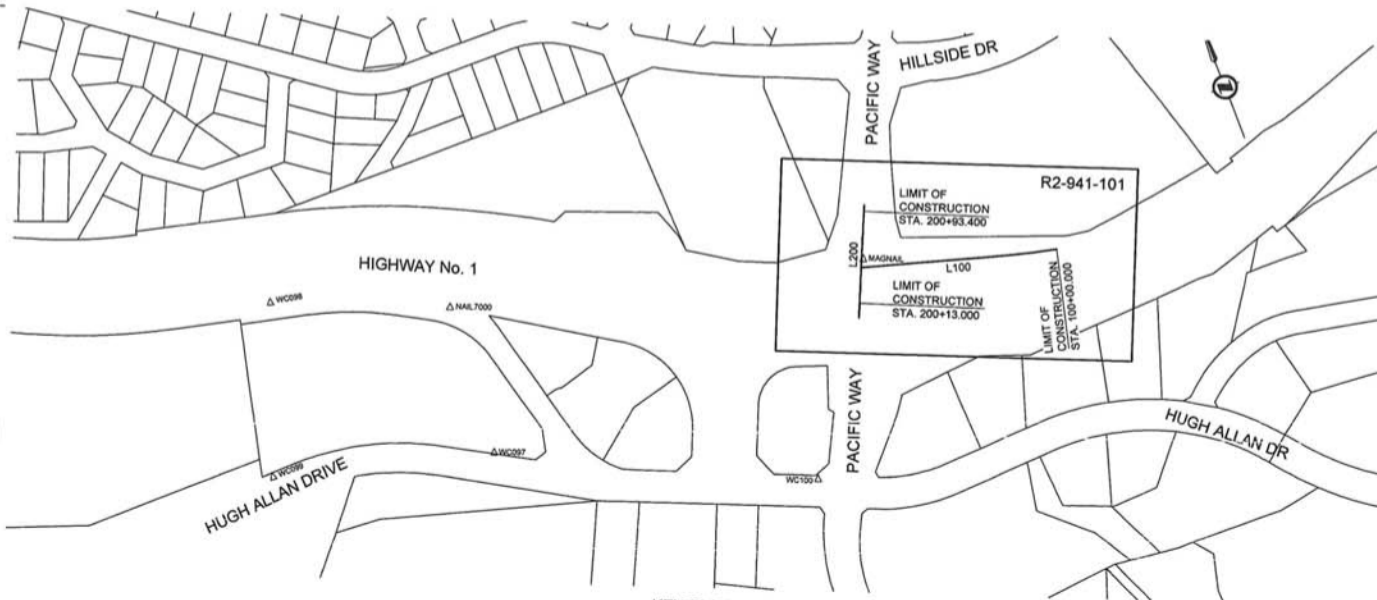 HILLSIDE DR
PACIFIC WAY
R2-941-101
LIMIT OF
CONSTRUCTION
STA. 200+93.400
L200
MAGNAIL
L100
LIMIT OF
CONSTRUCTION
STA. 200+13.000
LIMIT OF
CONSTRUCTION
STA. 100+00.000
HIGHWAY No. 1
WC098
NAIL7000
PACIFIC WAY
HUGH ALLAN DR
WC097
WC099
WC100
HUGH ALLAN DRIVE